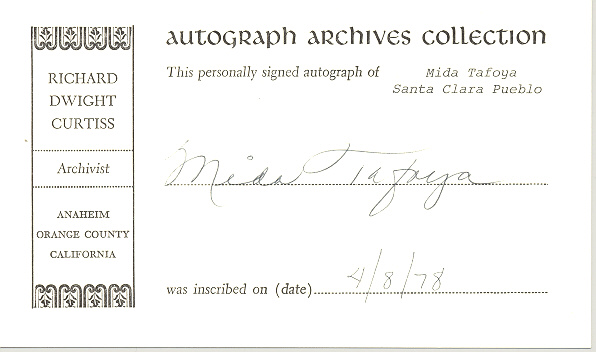 AUTOGRAPH ARCHIVES COLLECTION
RICHARD
DWIGHT
CURTISS
Archivist
ANAHEIM
ORANGE COUNTY
CALIFORNIA
This personally signed autograph of
Mida Tafoya
Santa Clara Pueblo
Mida Tafoya
was inscribed on (date) 4/8/78